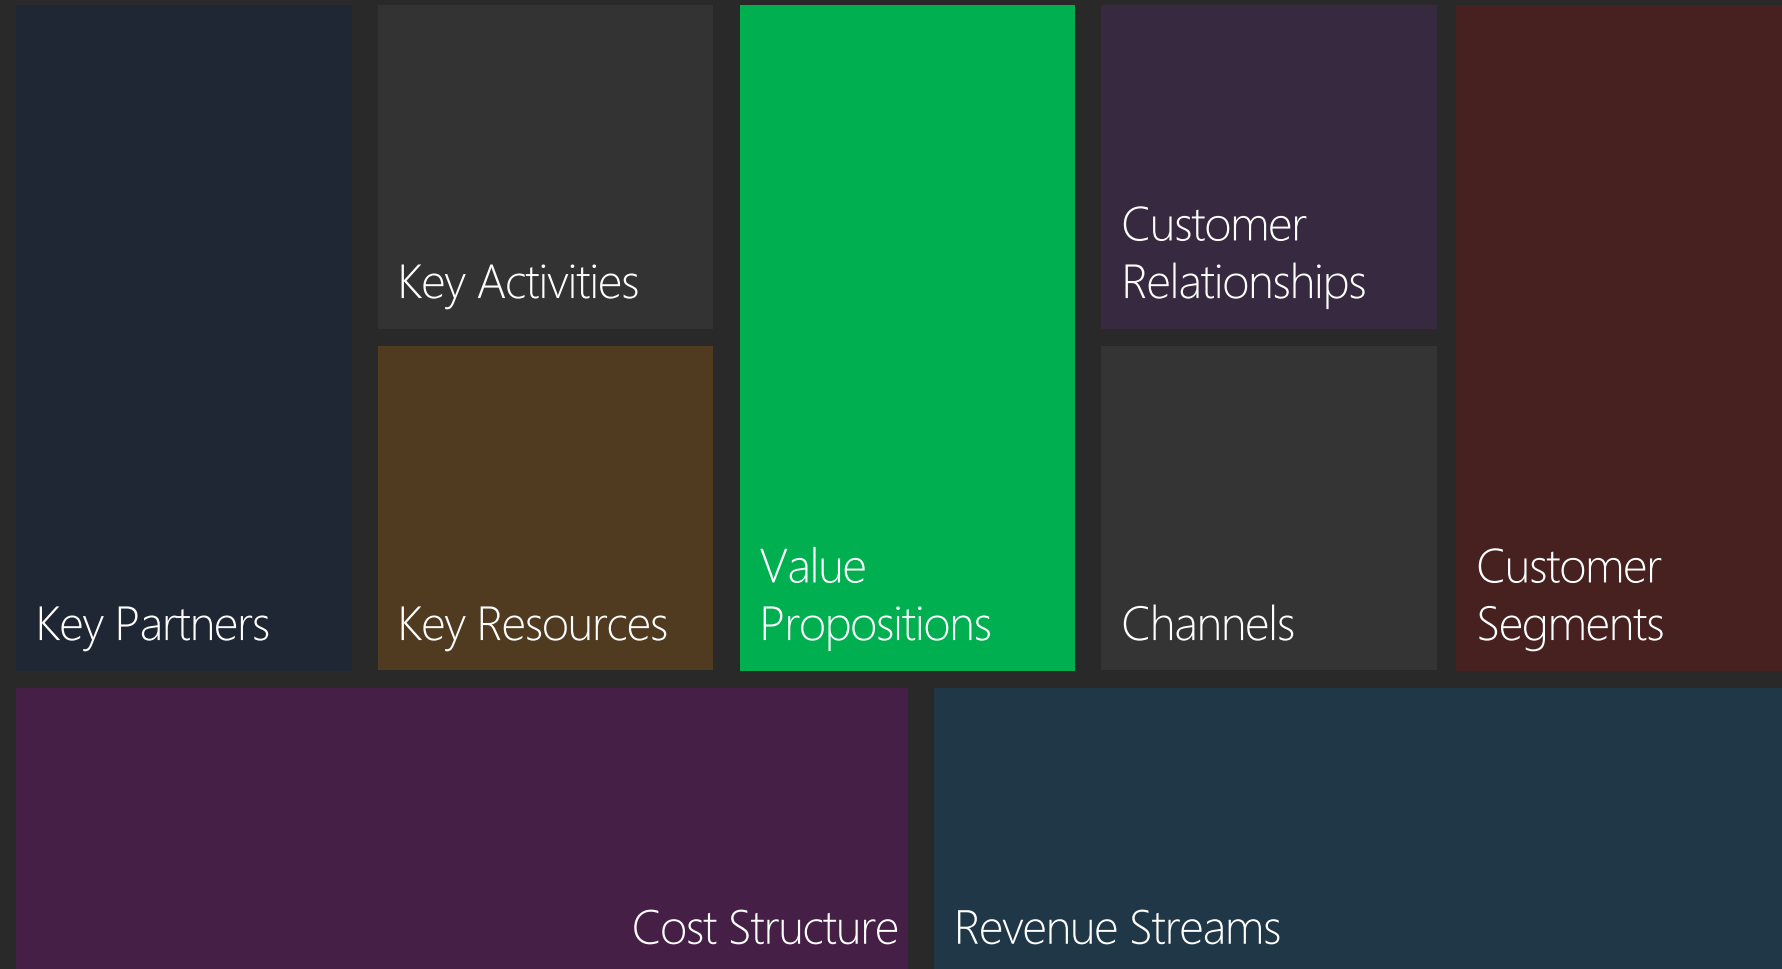 Key Partners
Key Activities
Key Resources
Value
Propositions
Customer
Relationships
Channels
Customer
Segments
Cost Structure
Revenue Streams